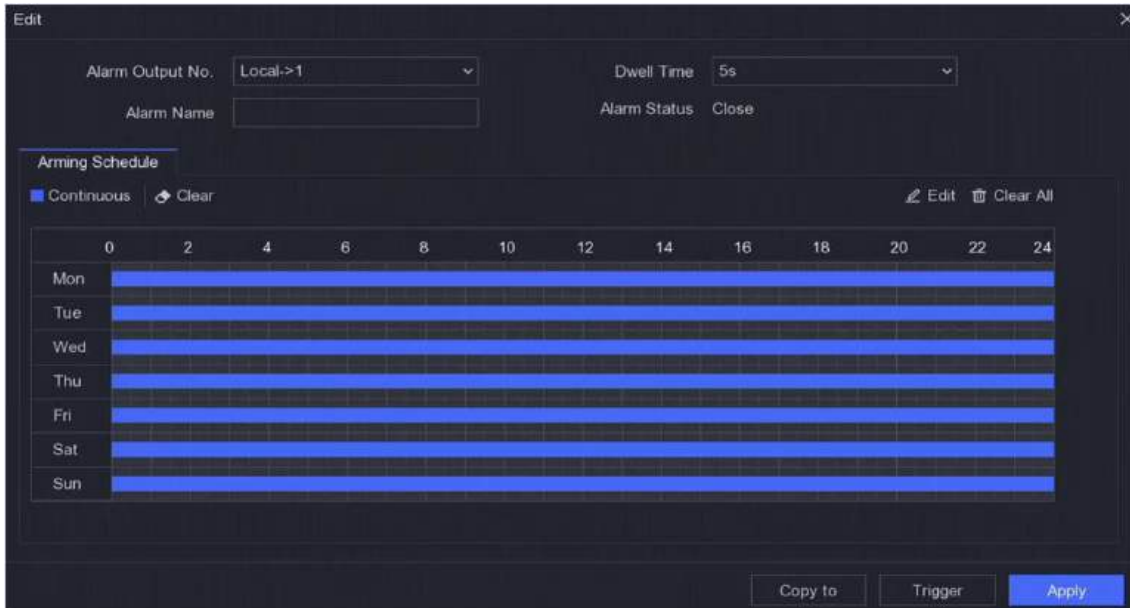 Edit
Alarm Output No. Local->1 Dwell Time 5s
Alarm Name Alarm Status Close
Arming Schedule
Continuous Clear Edit Clear All
0 2 4 6 8 10 12 14 16 18 20 22 24
Mon
Tue
Wed
Thu
Fri
Sat
Sun
Copy to Trigger Apply